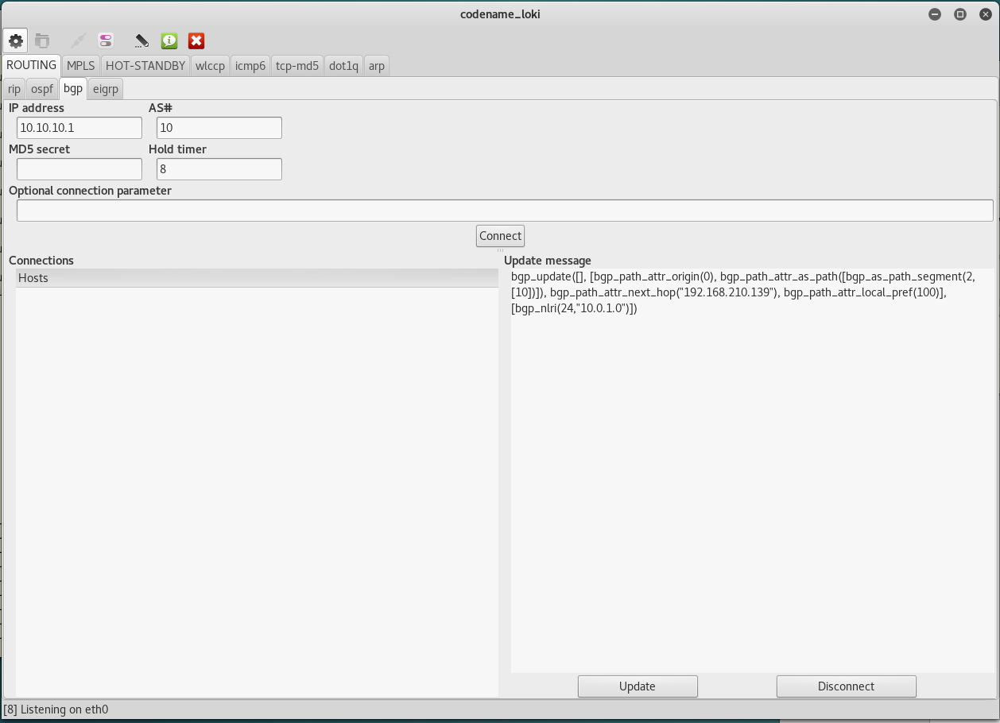 codename_loki
ROUTING MPLS HOT-STANDBY wlccp icmp6 tcp-md5 dot1q arp
rip ospf bgp eigrp
IP address AS#
10.10.10.1 10
MD5 secret Hold timer
8
Optional connection parameter
Connect
Connections
Hosts
Update message
bgp_update([], [bgp_path_attr_origin(0), bgp_path_attr_as_path([bgp_as_path_segment(2,
[10])]), bgp_path_attr_next_hop("192.168.210.139"), bgp_path_attr_local_pref(100)],
[bgp_nlri(24,"10.0.1.0")])
Update Disconnect
[8] Listening on eth0